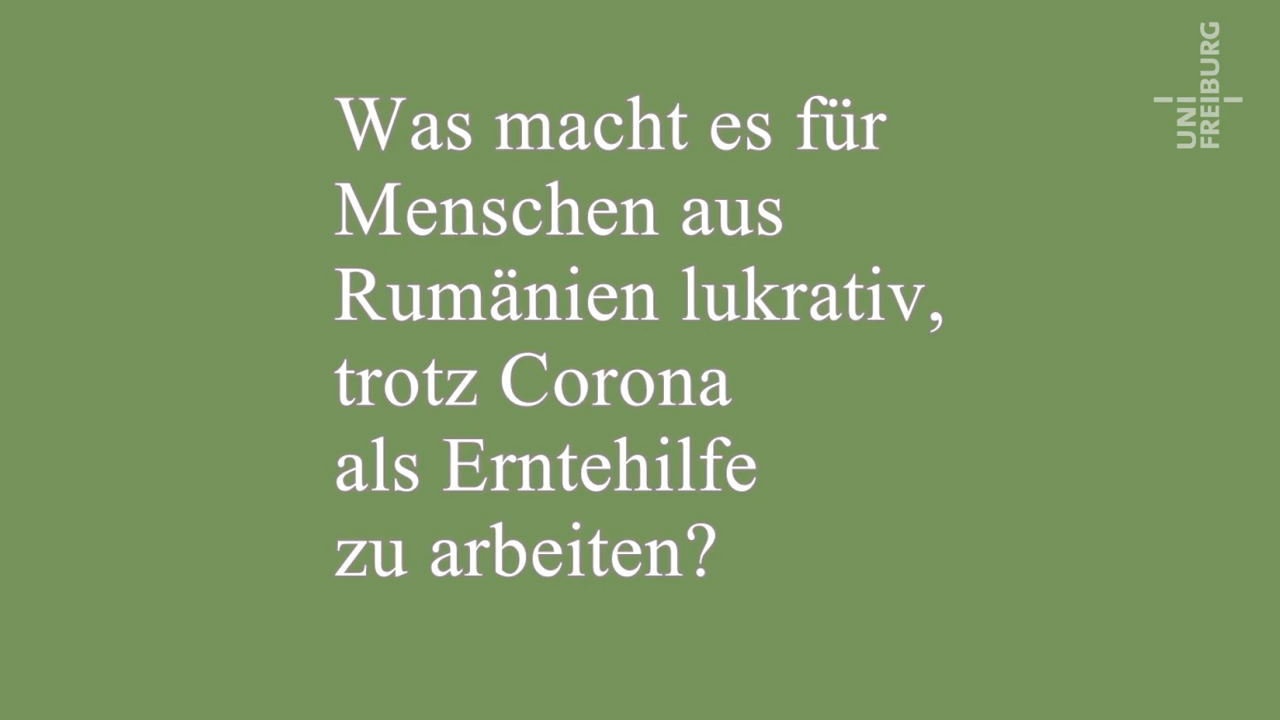 Was macht es für
Menschen aus
Rumänien lukrativ,
trotz Corona
als Erntehilfe
zu arbeiten?
UNI
FREIBURG